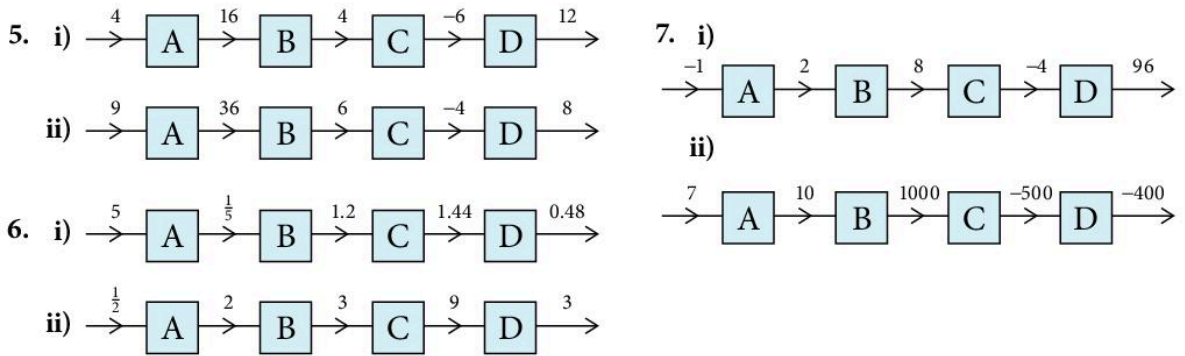 5. i) 4 A 16 B 4 C −6 D 12
ii) 9 A 36 B 6 C −4 D 8
6. i) 5 A 1/5 B 1.2 C 1.44 D 0.48
ii) 1/2 A 2 B 3 C 9 D 3
7. i)
−1 A 2 B 8 C −4 D 96
ii)
7 A 10 B 1000 C −500 D −400